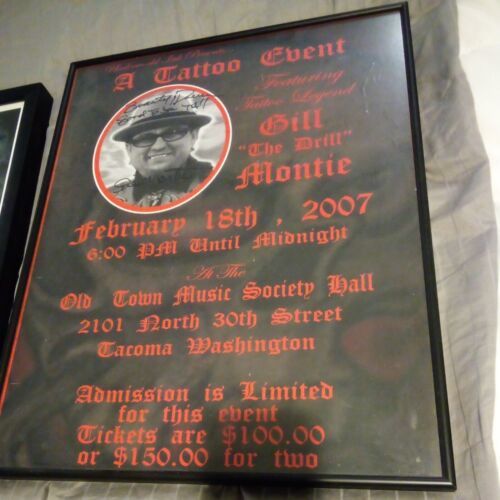 Ink Presents
A Tattoo Event
Featuring
Tattoo Legend
Gill
"The Drill"
Montie
February 18th , 2007
6:00 PM Until Midnight
At The
Old Town Music Society Hall
2101 North 30th Street
Tacoma Washington
Admission is Limited
for this event
Tickets are $100.00
or $150.00 for two